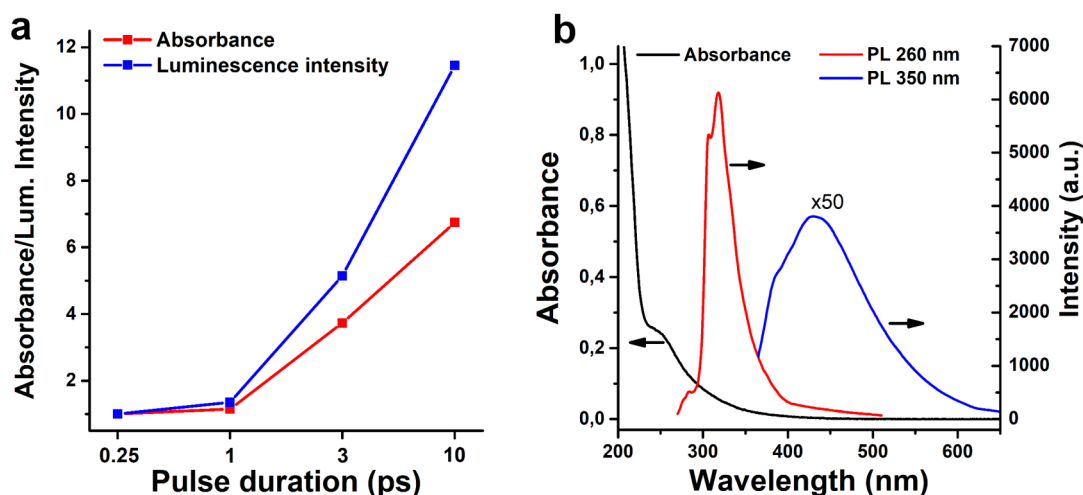 a
Absorbance
Luminescence intensity
Absorbance/Lum. Intensity
12
10
8
6
4
2
0.25
1
3
10
Pulse duration (ps)
b
Absorbance
PL 260 nm
PL 350 nm
Absorbance
1,0
0,8
0,6
0,4
0,2
0,0
x50
7000
6000
5000
4000
3000
2000
1000
0
Intensity (a.u.)
200
300
400
500
600
Wavelength (nm)